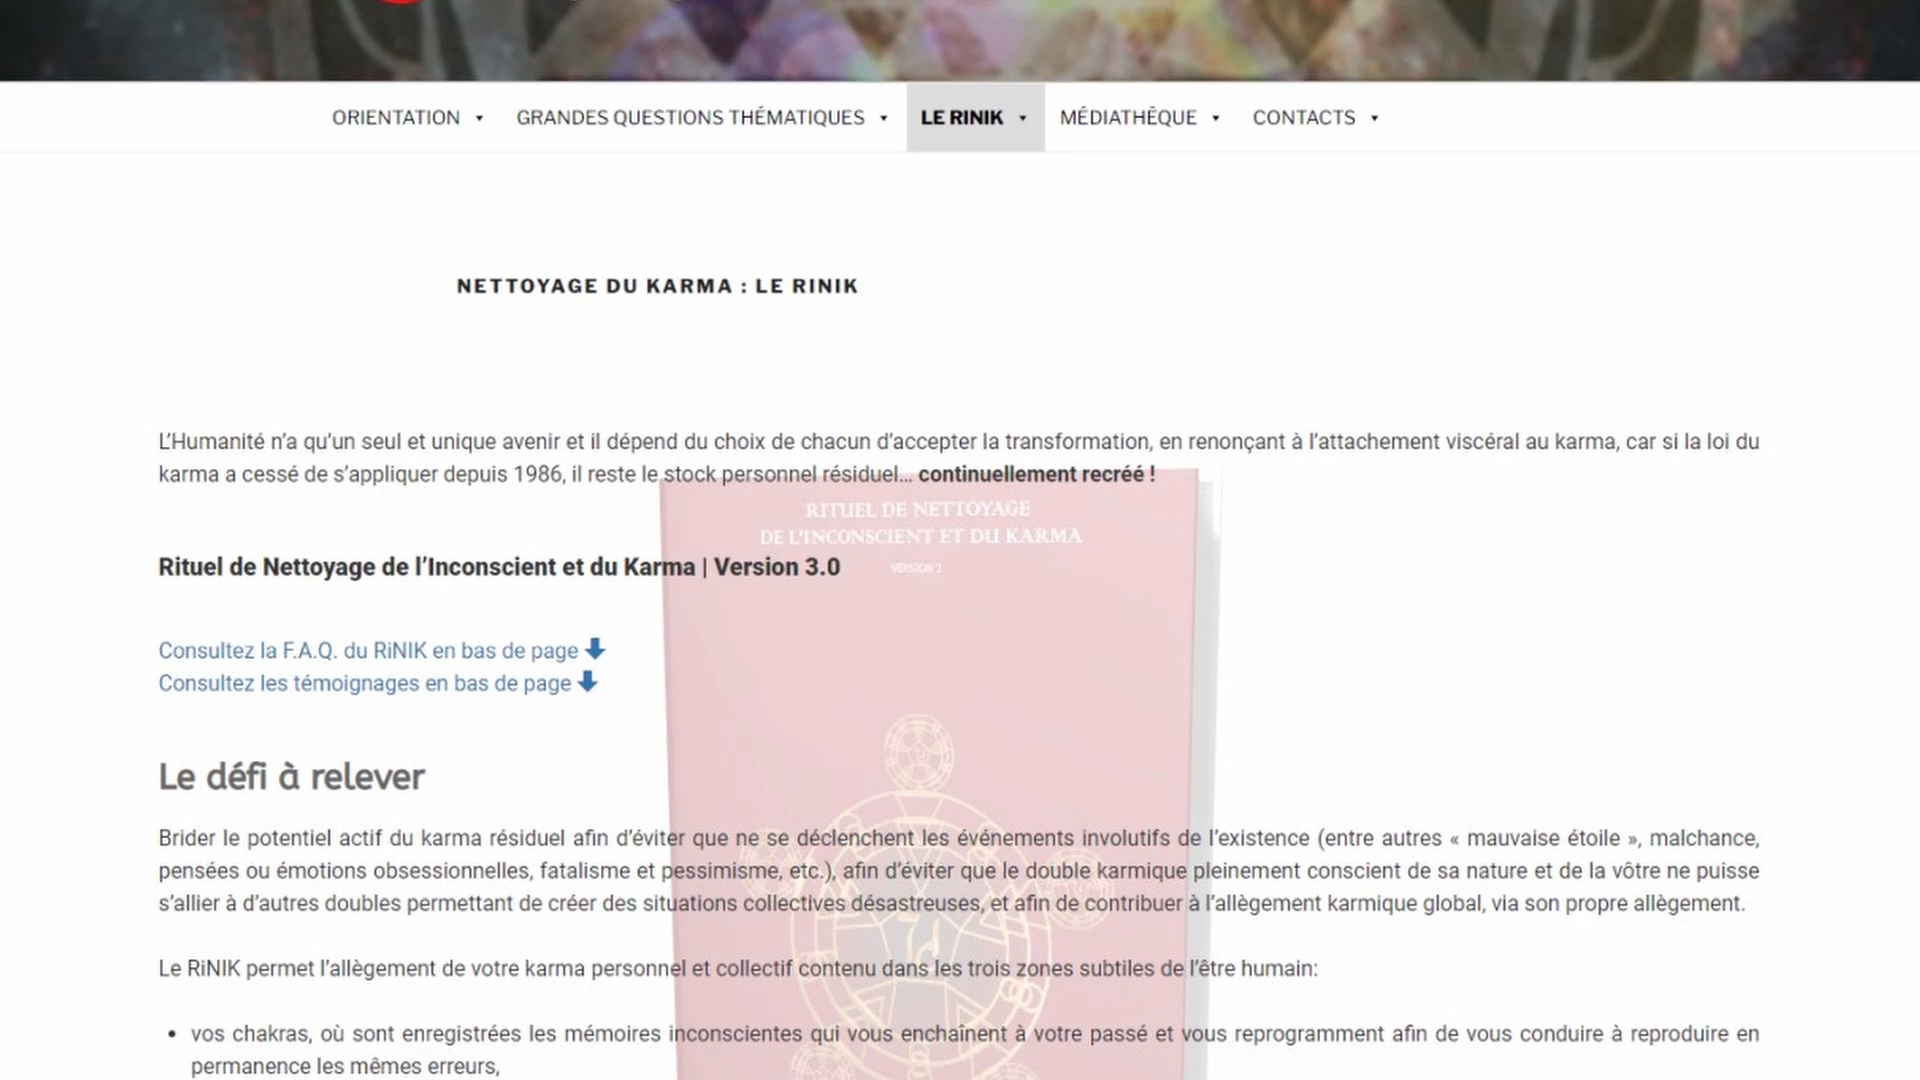 ORIENTATION GRANDES QUESTIONS THÉMATIQUES LE RINIK MÉDIATHÈQUE CONTACTS
NETTOYAGE DU KARMA : LE RINIK
L’Humanité n’a qu’un seul et unique avenir et il dépend du choix de chacun d’accepter la transformation, en renonçant à l’attachement viscéral au karma, car si la loi du
karma a cessé de s’appliquer depuis 1986, il reste le stock personnel résiduel… continuellement recréé !
RITUEL DE NETTOYAGE
DE L'INCONSCIENT ET DU KARMA
VERSION 3
Rituel de Nettoyage de l’Inconscient et du Karma | Version 3.0
Consultez la F.A.Q. du RiNIK en bas de page
Consultez les témoignages en bas de page
Le défi à relever
Brider le potentiel actif du karma résiduel afin d’éviter que ne se déclenchent les événements involutifs de l’existence (entre autres « mauvaise étoile », malchance,
pensées ou émotions obsessionnelles, fatalisme et pessimisme, etc.), afin d’éviter que le double karmique pleinement conscient de sa nature et de la vôtre ne puisse
s’allier à d’autres doubles permettant de créer des situations collectives désastreuses, et afin de contribuer à l’allègement karmique global, via son propre allègement.
Le RiNIK permet l’allègement de votre karma personnel et collectif contenu dans les trois zones subtiles de l’être humain:
• vos chakras, où sont enregistrées les mémoires inconscientes qui vous enchaînent à votre passé et vous reprogramment afin de vous conduire à reproduire en
permanence les mêmes erreurs,